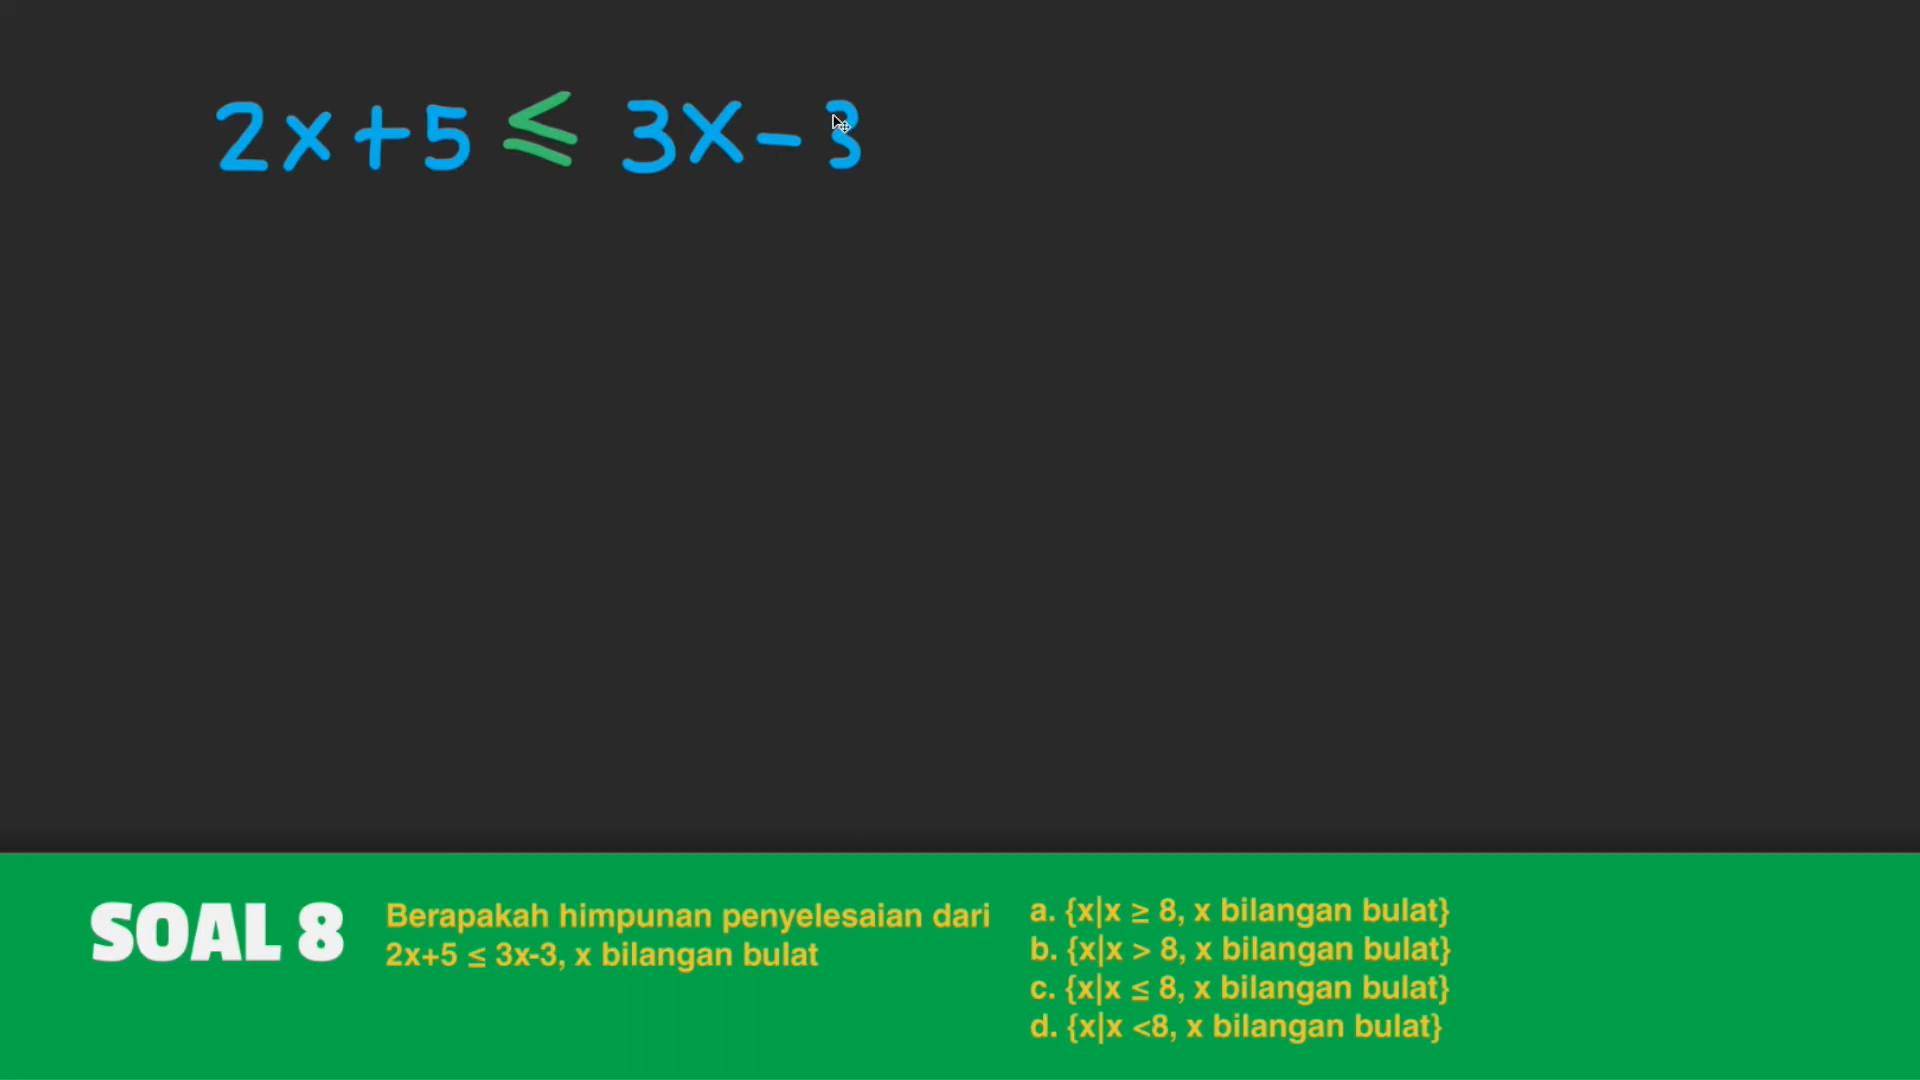 2x+5 ⩽ 3x-3
SOAL 8
Berapakah himpunan penyelesaian dari
2x+5 ≤ 3x-3, x bilangan bulat
a. {x|x ≥ 8, x bilangan bulat}
b. {x|x > 8, x bilangan bulat}
c. {x|x ≤ 8, x bilangan bulat}
d. {x|x <8, x bilangan bulat}